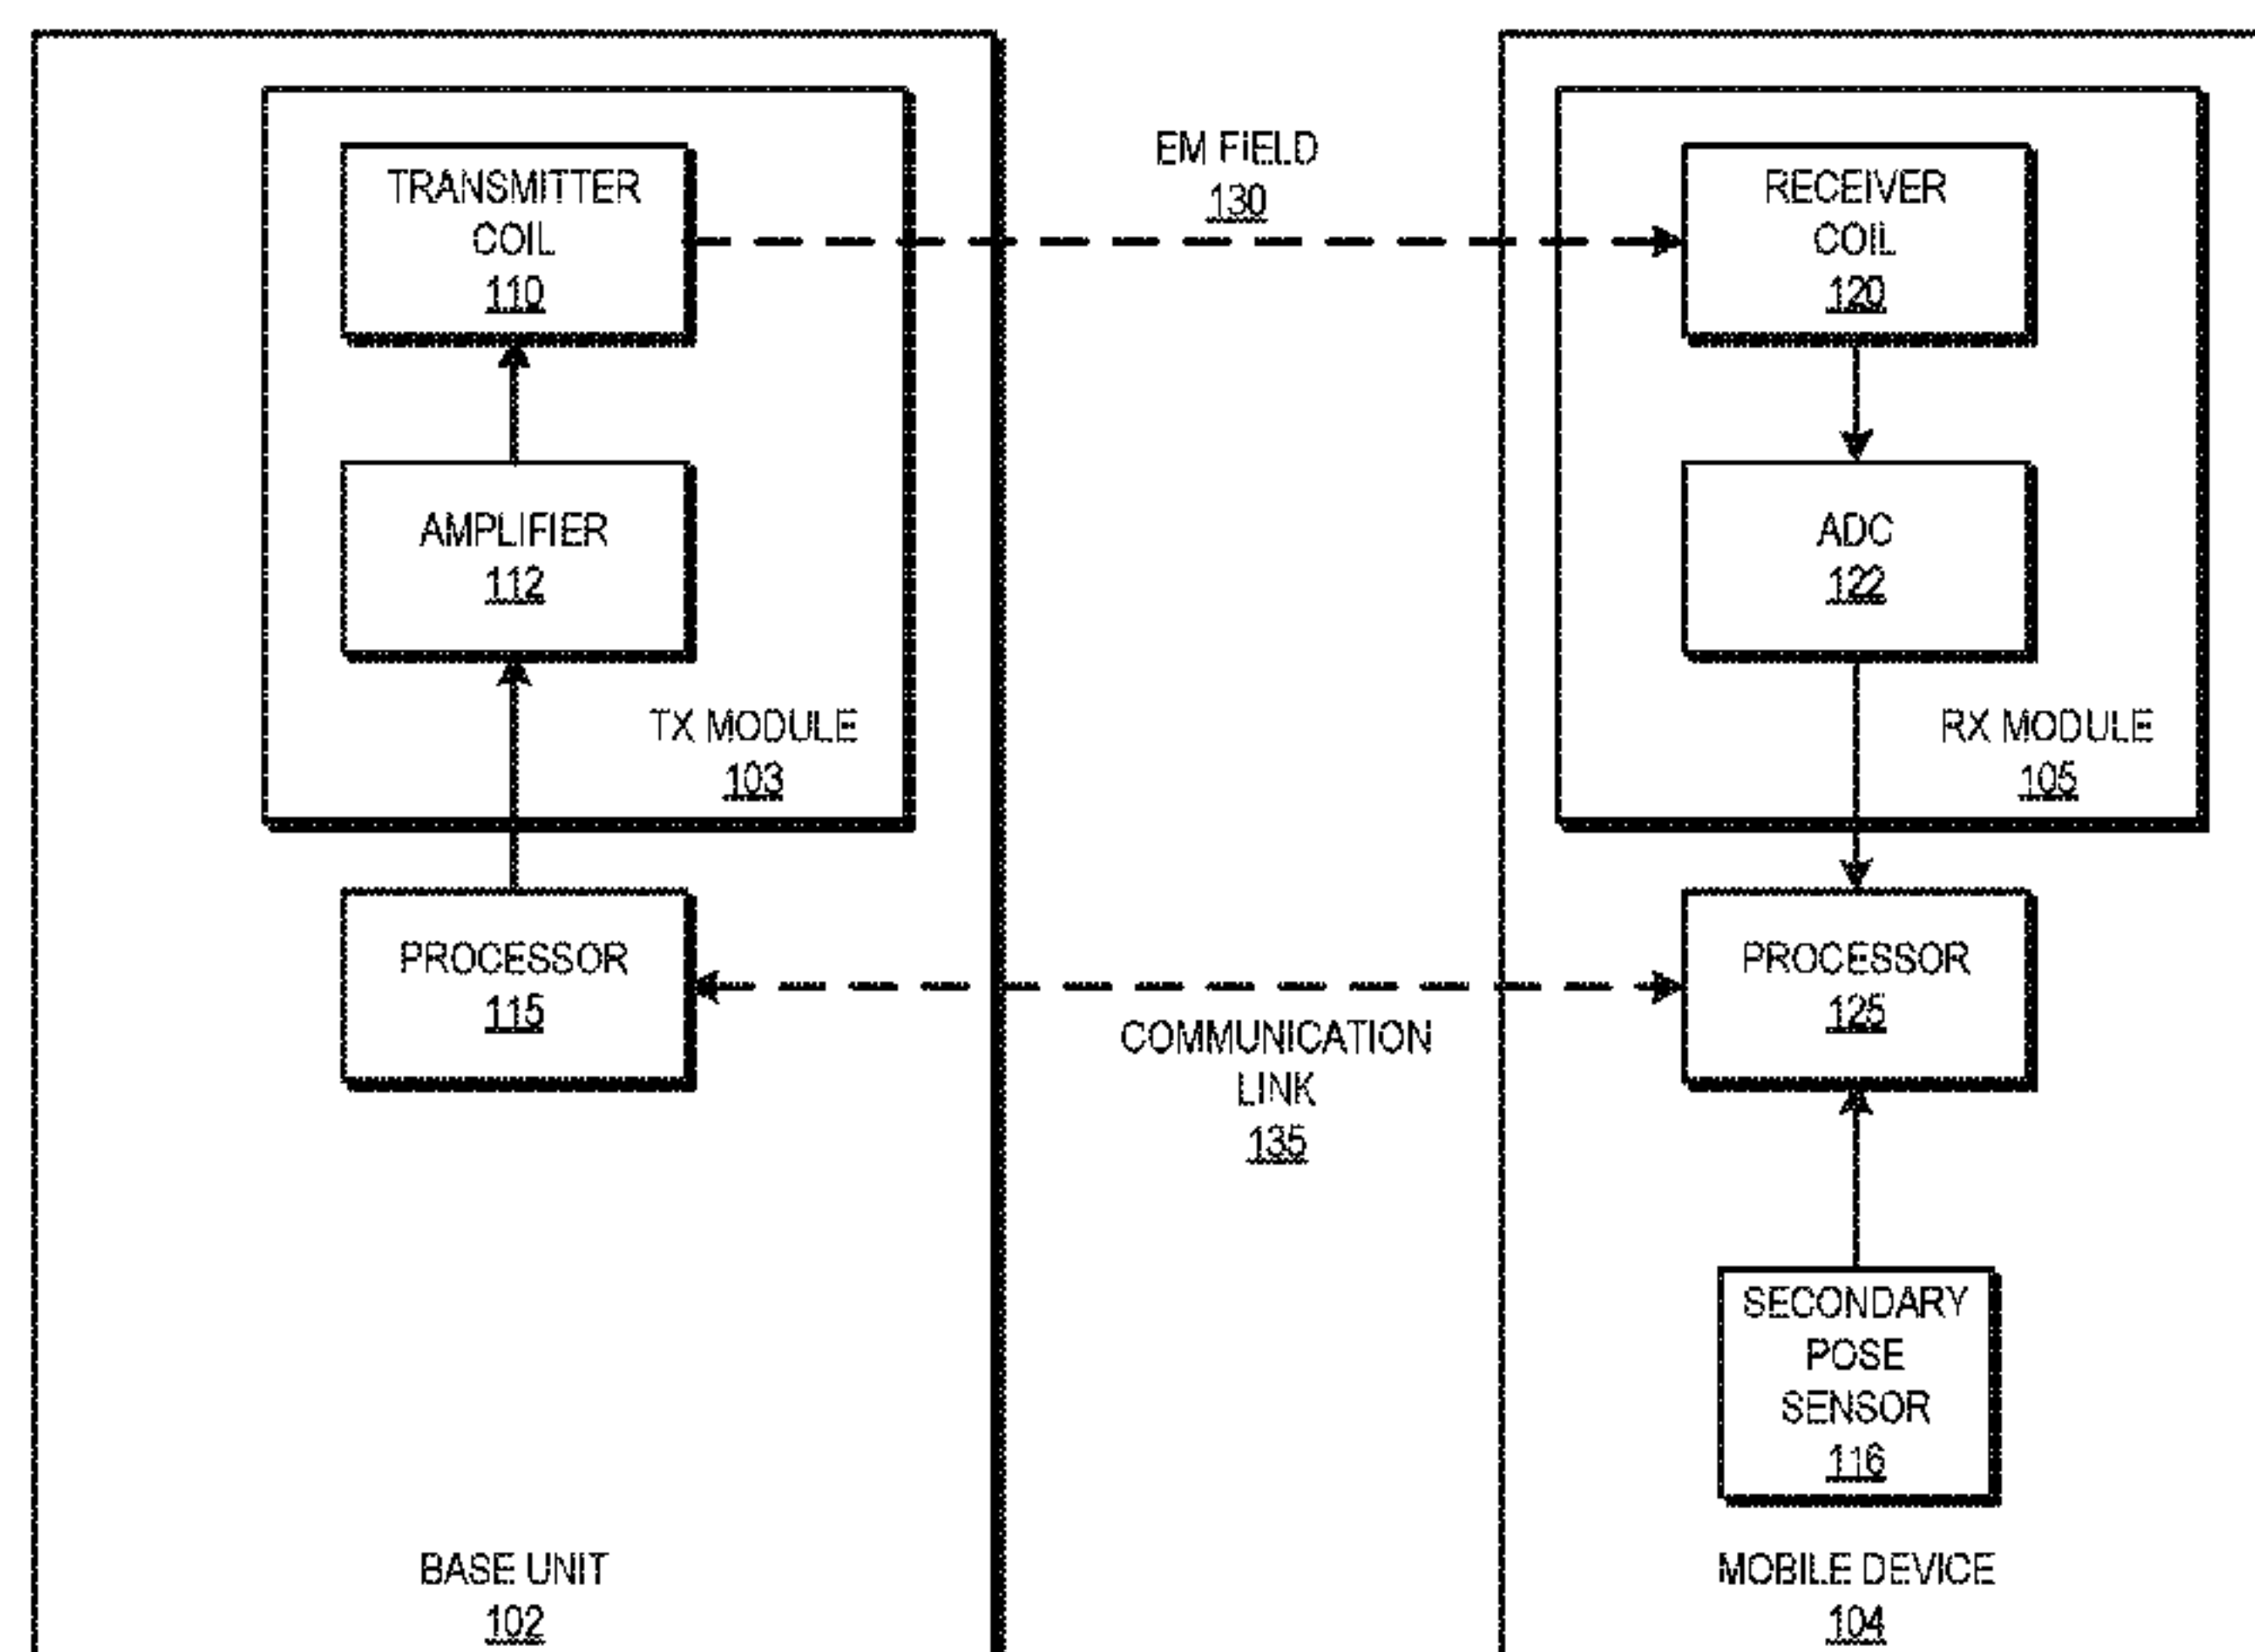 TRANSMITTER
COIL
110
AMPLIFIER
112
TX MODULE
103
PROCESSOR
115
BASE UNIT
102
EM FIELD
130
COMMUNICATION
LINK
135
RECEIVER
COIL
120
ADC
122
RX MODULE
105
PROCESSOR
125
SECONDARY
POSE
SENSOR
116
MOBILE DEVICE
104